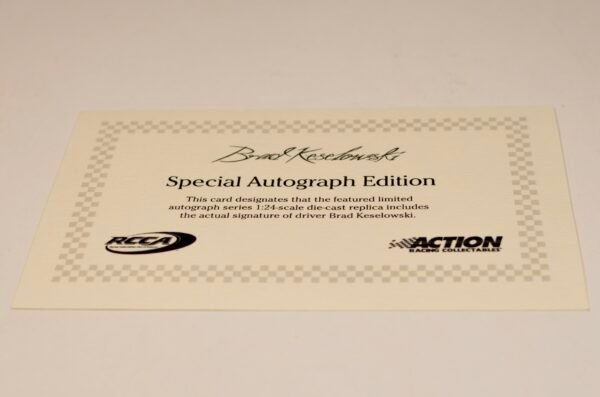 Brad Keselowski
Special Autograph Edition
This card designates that the featured limited
autograph series 1:24-scale die-cast replica includes
the actual signature of driver Brad Keselowski.
RCCA
ACTION
RACING COLLECTABLES